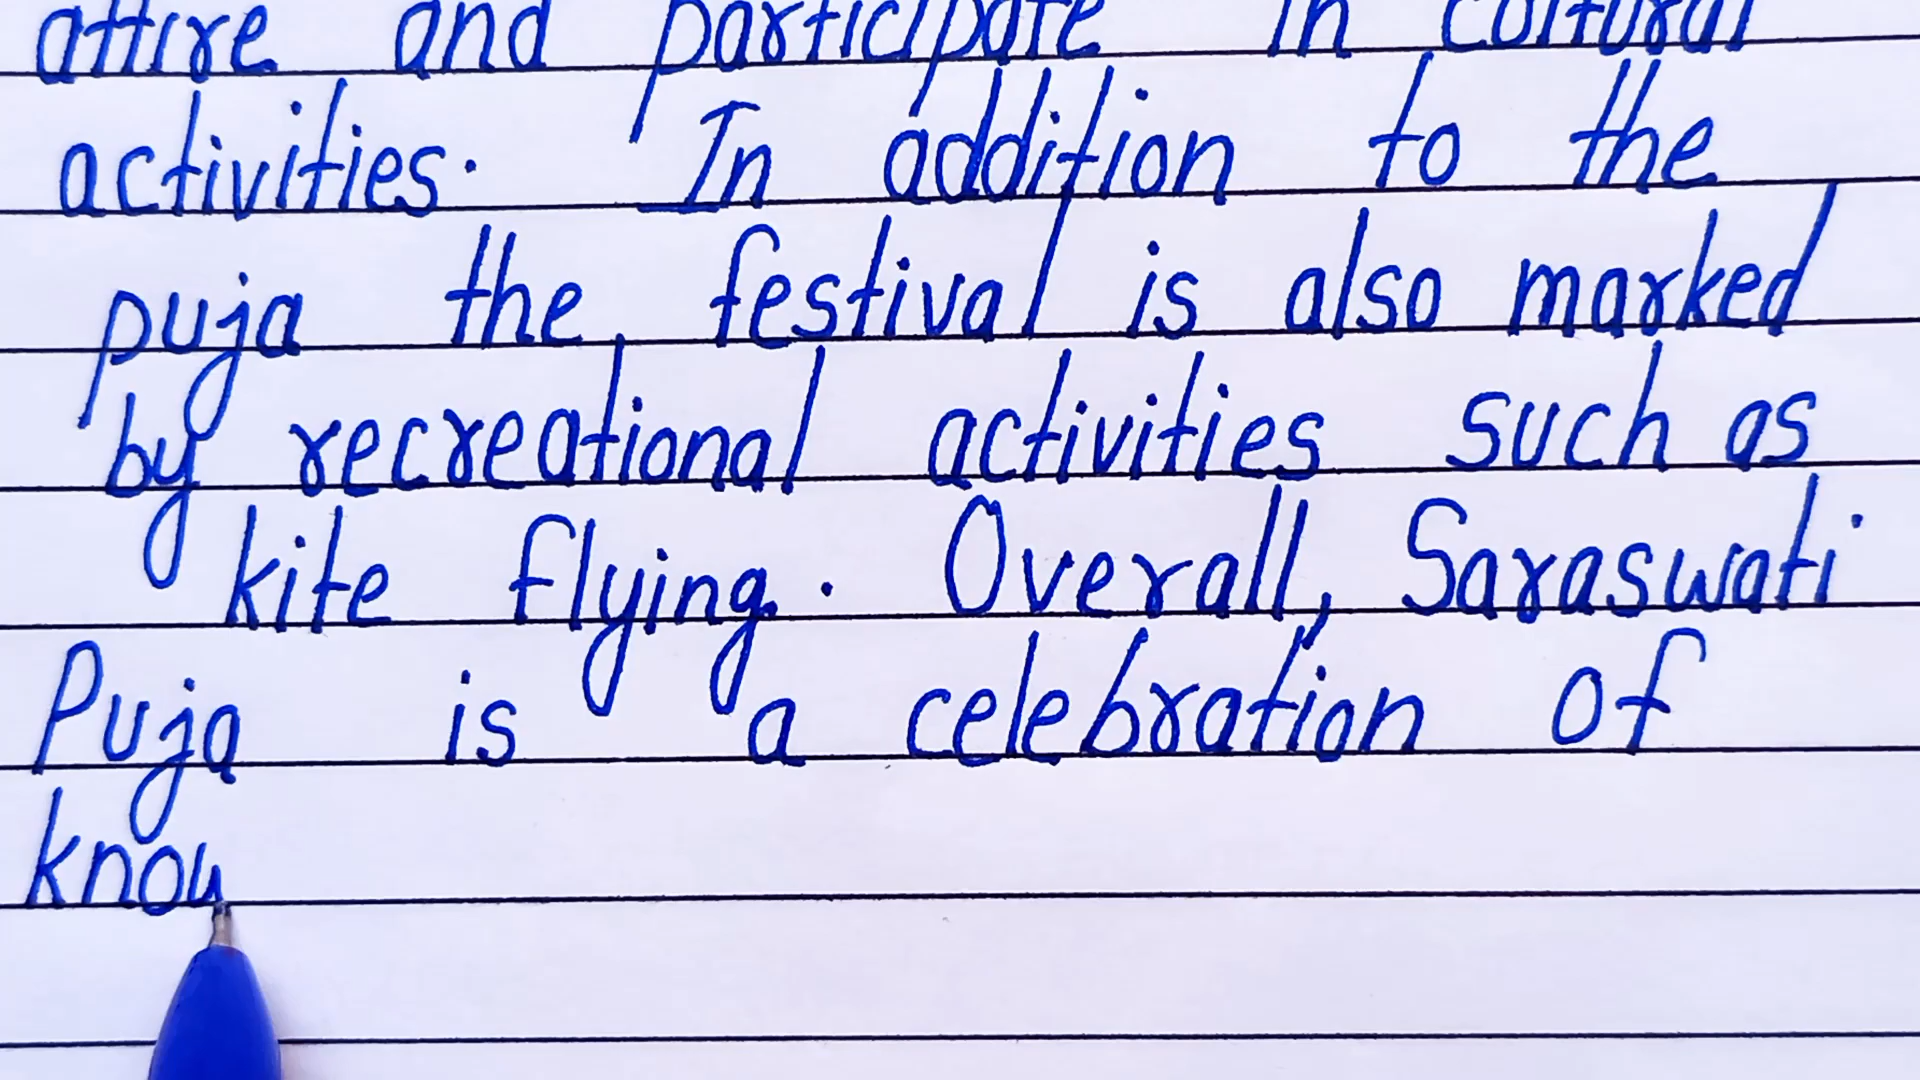 attire and participate in cultural
activities. In addition to the
puja the, festival is also marked
by recreational activities such as
kite flying. Overall, Saraswati
Puja is a celebration of
know